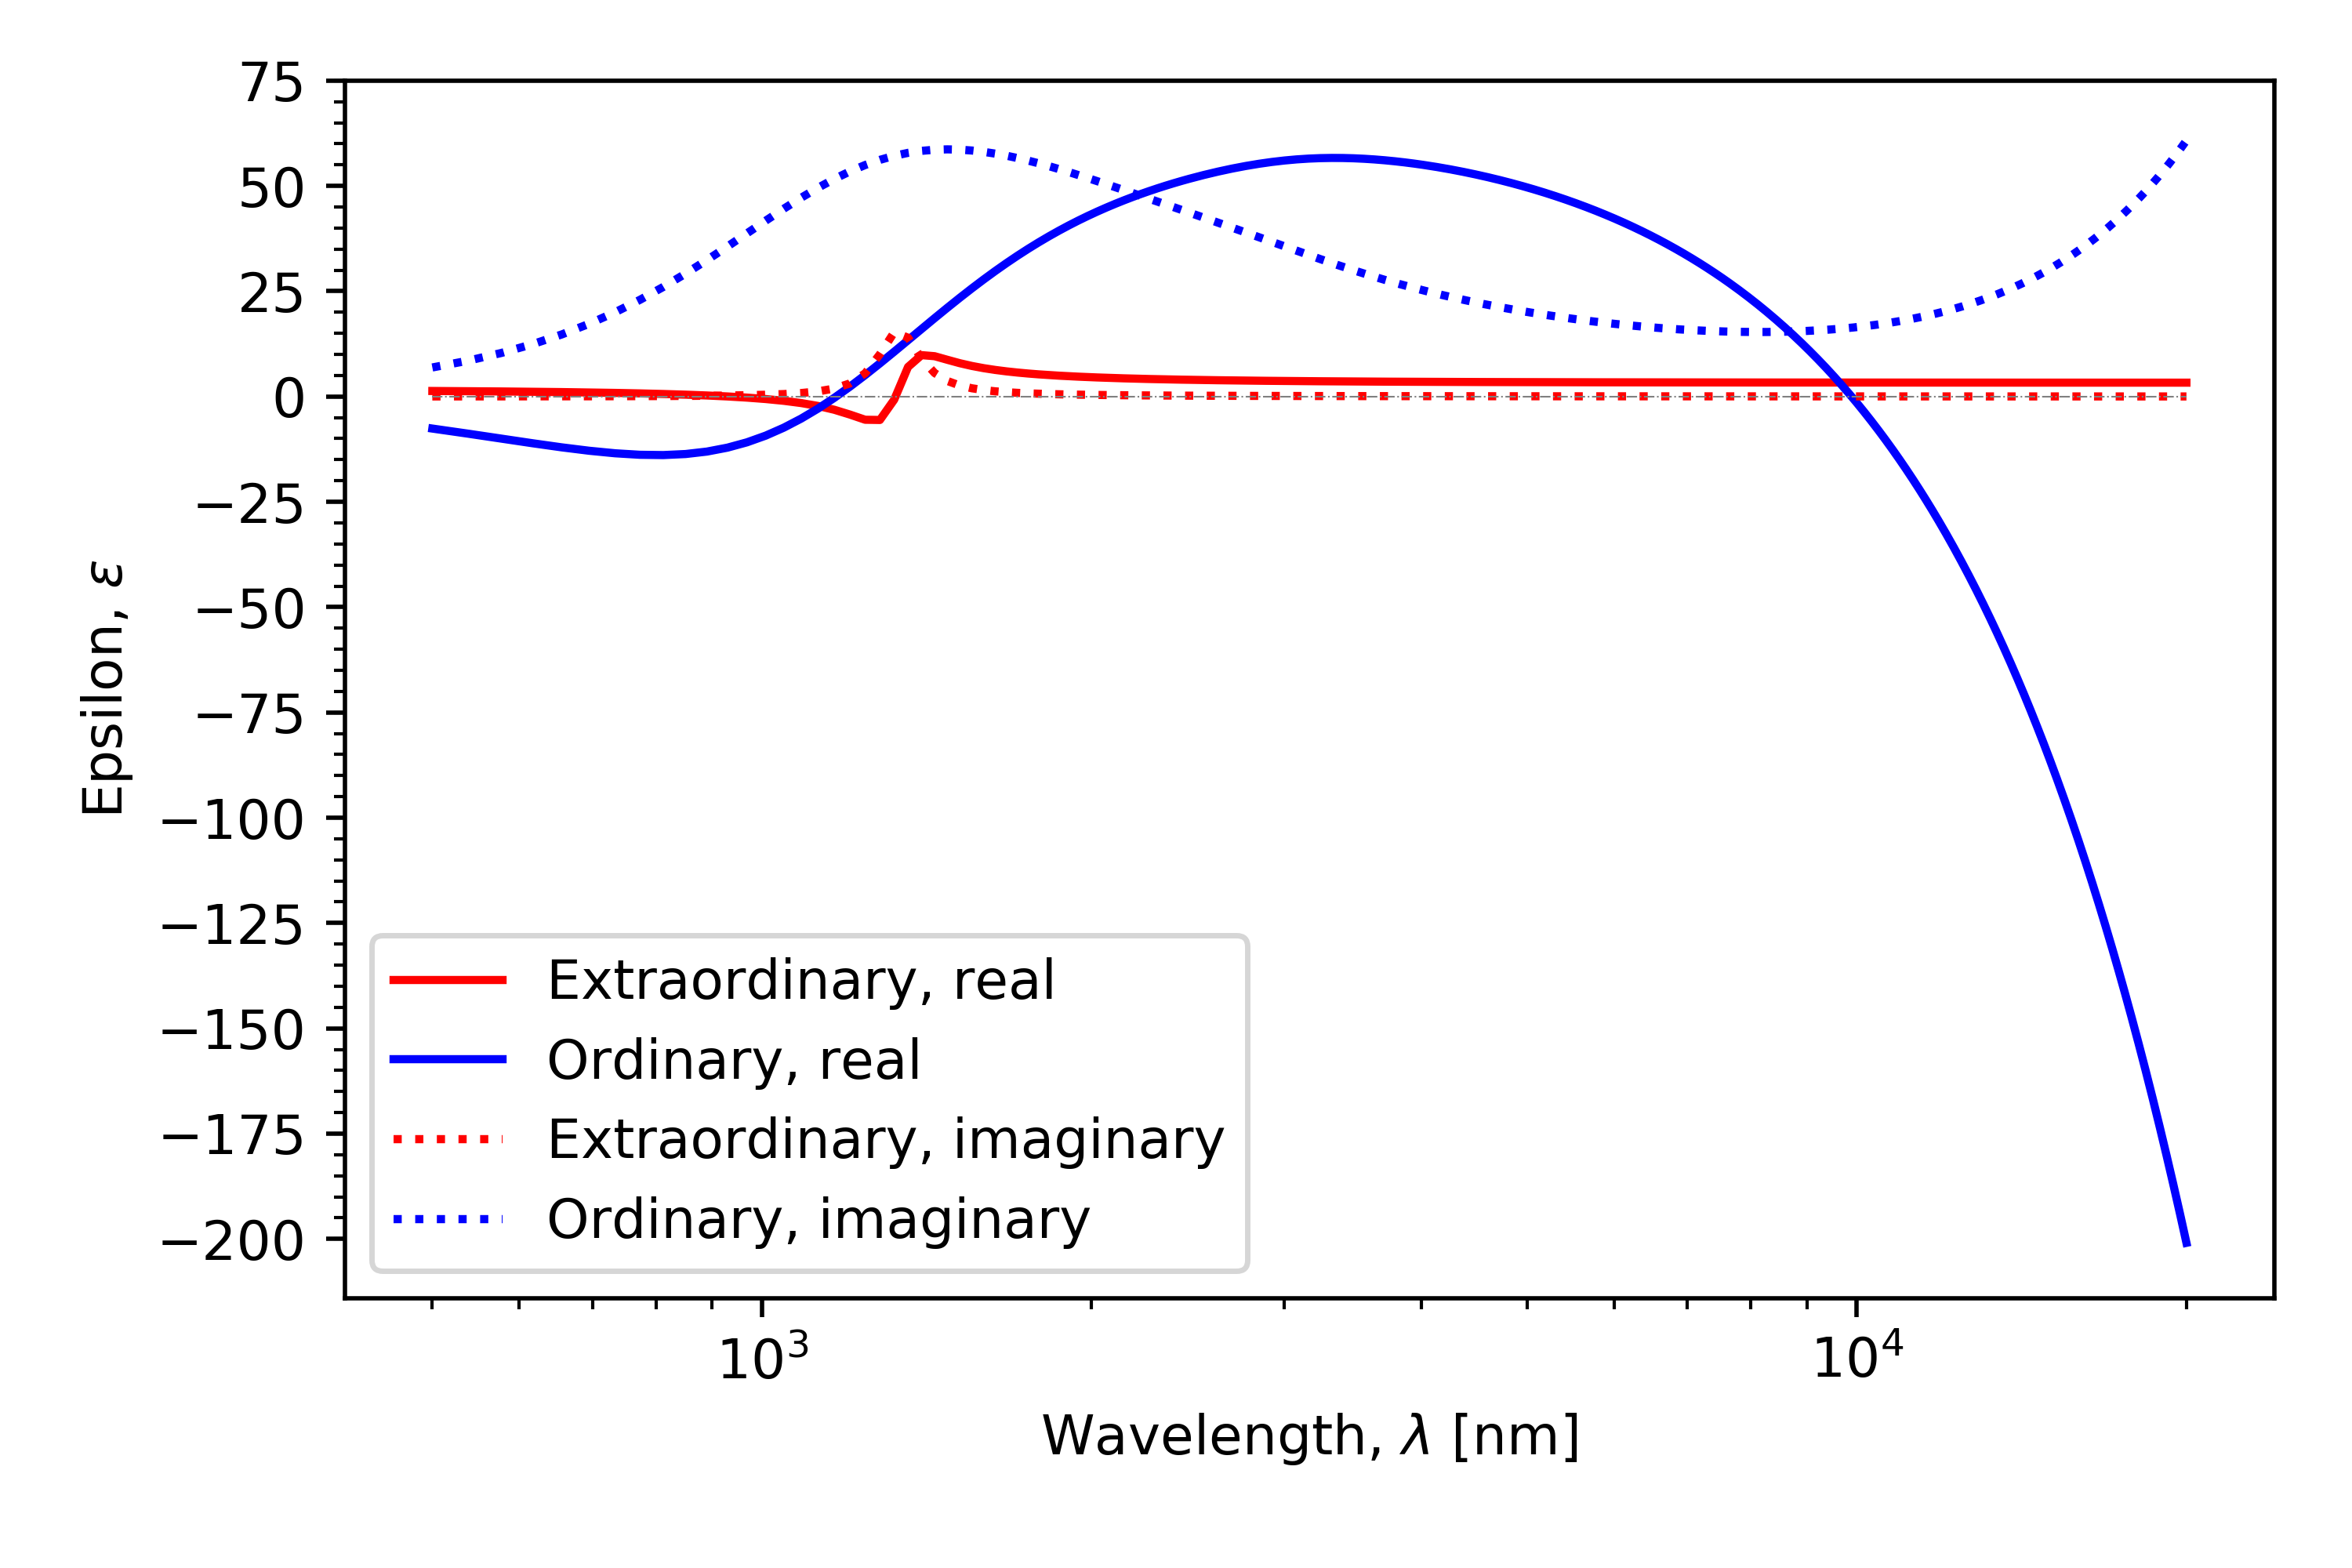 75
50
25
0
−25
−50
−75
−100
−125
−150
−175
−200
Epsilon, ε
Extraordinary, real
Ordinary, real
Extraordinary, imaginary
Ordinary, imaginary
10³
10⁴
Wavelength, λ [nm]